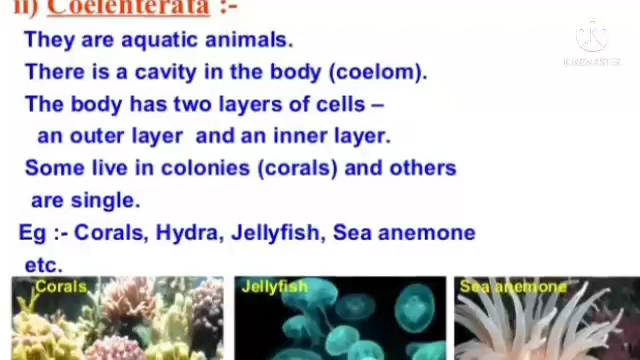 ii) Coelenterata :-
They are aquatic animals.
There is a cavity in the body (coelom).
The body has two layers of cells –
an outer layer and an inner layer.
Some live in colonies (corals) and others
are single.
Eg :- Corals, Hydra, Jellyfish, Sea anemone
etc.
Corals
Jellyfish
Sea anemone
KINEMASTER